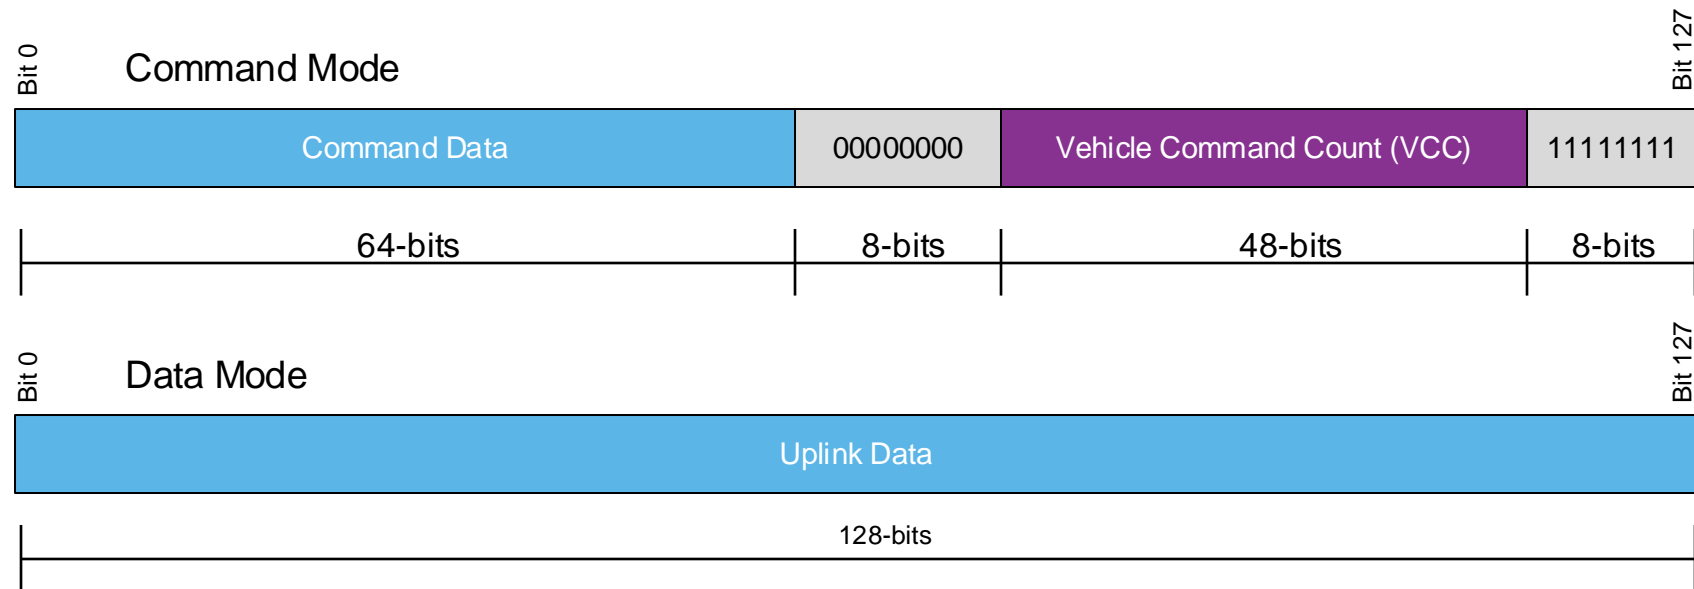 Bit 0
Command Mode
Bit 127
Command Data
00000000
Vehicle Command Count (VCC)
11111111
64-bits
8-bits
48-bits
8-bits
Bit 0
Data Mode
Bit 127
Uplink Data
128-bits